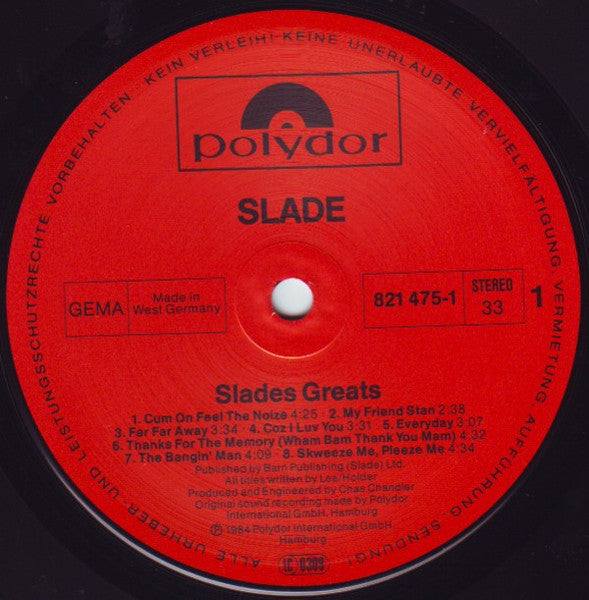 ALLE URHEBER- UND LEISTUNGSSCHUTZRECHTE VORBEHALTEN · KEIN VERLEIH! KEINE UNERLAUBTE VERVIELFÄLTIGUNG, VERMIETUNG, AUFFÜHRUNG, SENDUNG!
polydor
SLADE
GEMA
Made in
West Germany
821 475-1
STEREO
33
1
Slades Greats
1. Cum On Feel The Noize 4:25 · 2. My Friend Stan 2.38
3. Far Far Away 3:34 · 4. Coz I Luv You 3:31 · 5. Everyday 3:07
6. Thanks For The Memory (Wham Bam Thank You Mam) 4:32
7. The Bangin' Man 4:09 · 8. Skweeze Me, Pleeze Me 4:34
Published by Barn Publishing (Slade) Ltd.
All titles written by Lea/Holder
Produced and Engineered by Chas Chandler
Original sound recording made by Polydor
International GmbH, Hamburg
℗ 1984 Polydor International GmbH,
Hamburg
LC 0309